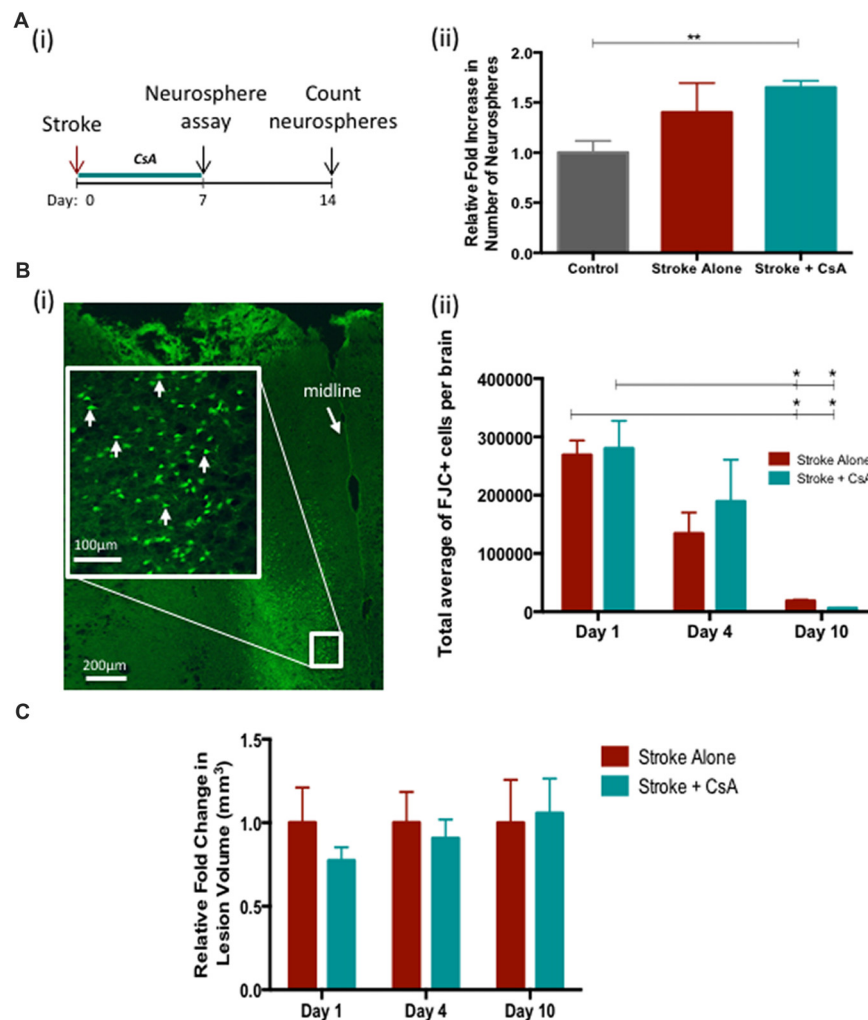 A
(i)
Stroke
Neurosphere
assay
Count
neurospheres
CsA
Day: 0
7
14
(ii)
Relative Fold Increase in
Number of Neurospheres
2.0
1.5
1.0
0.5
0.0
**
Control
Stroke Alone
Stroke + CsA
B
(i)
midline
100µm
200µm
(ii)
Total average of FJC+ cells per brain
400000
300000
200000
100000
0
* *
* *
Stroke Alone
Stroke + CsA
Day 1
Day 4
Day 10
C
Relative Fold Change in
Lesion Volume (mm³)
1.5
1.0
0.5
0.0
Stroke Alone
Stroke + CsA
Day 1
Day 4
Day 10